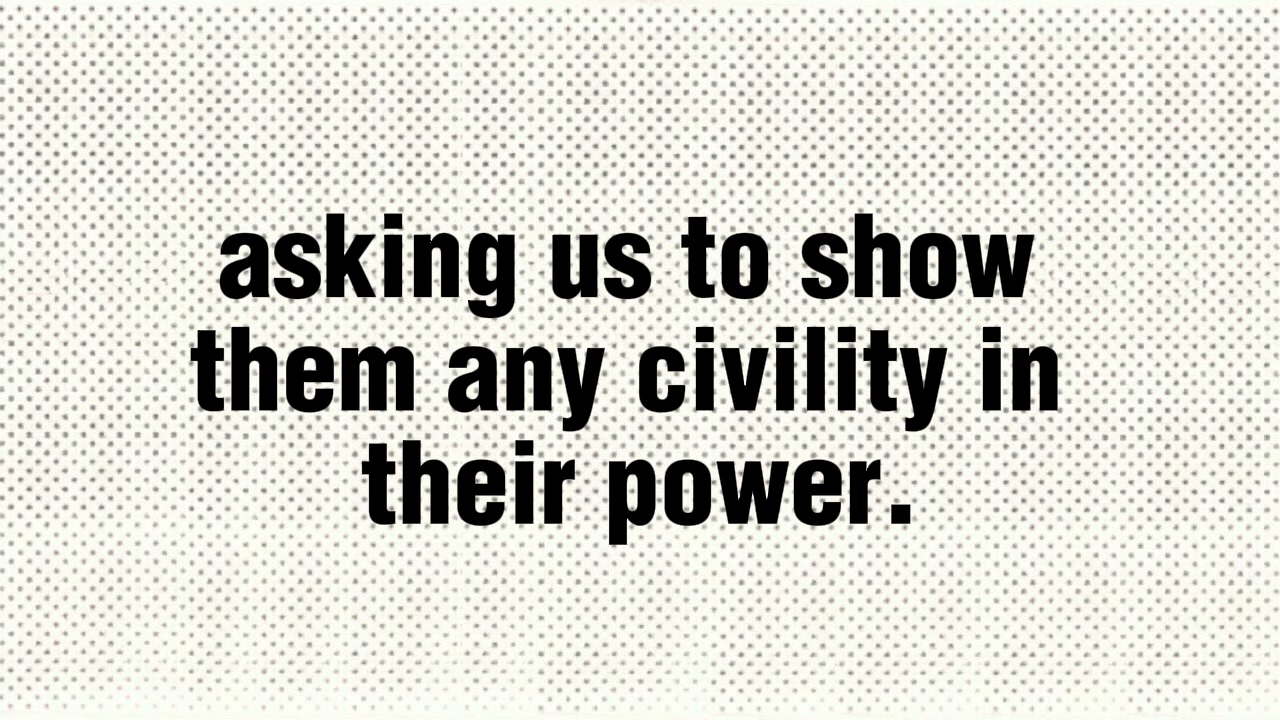 asking us to show
them any civility in
their power.